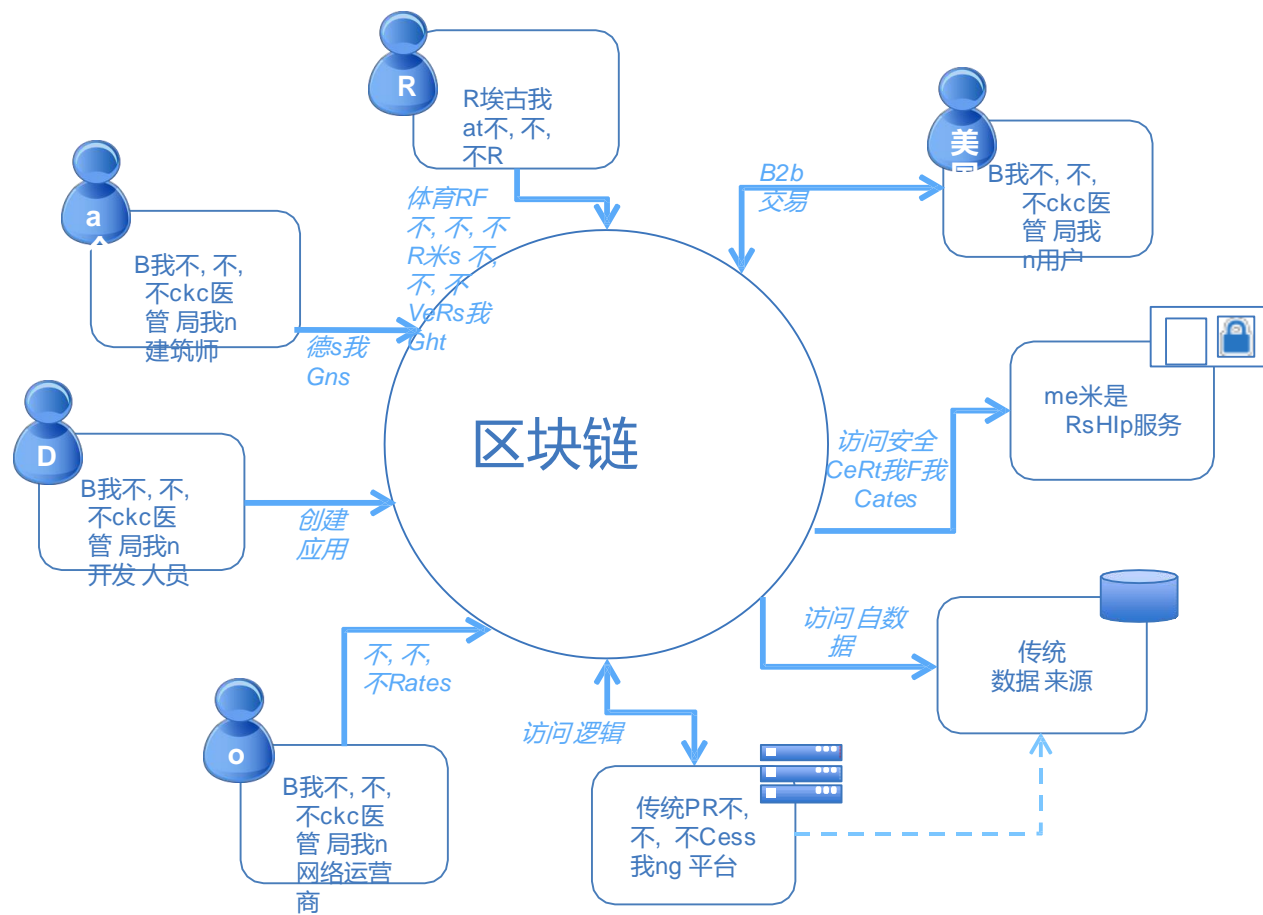 R
R埃古我
at不, 不,
不R
美
B我不, 不,
不ckc医
管 局我
n用户
B2b
交易
a
B我不, 不,
不ckc医
管 局我n
建筑师
体育RF
不, 不, 不
R米s 不,
不, 不
VeRs我
Ght
德s我
Gns
me米是
RsHIp服务
D
B我不, 不,
不ckc医
管 局我n
开发 人员
区块链
访问安全
CeRt我F我
Cates
创建
应用
访问 自数
据
传统
数据 来源
不, 不,
不Rates
访问 逻辑
o
B我不, 不,
不ckc医
管 局我n
网络运营
商
传统PR不,
不, 不Cess
我ng 平台